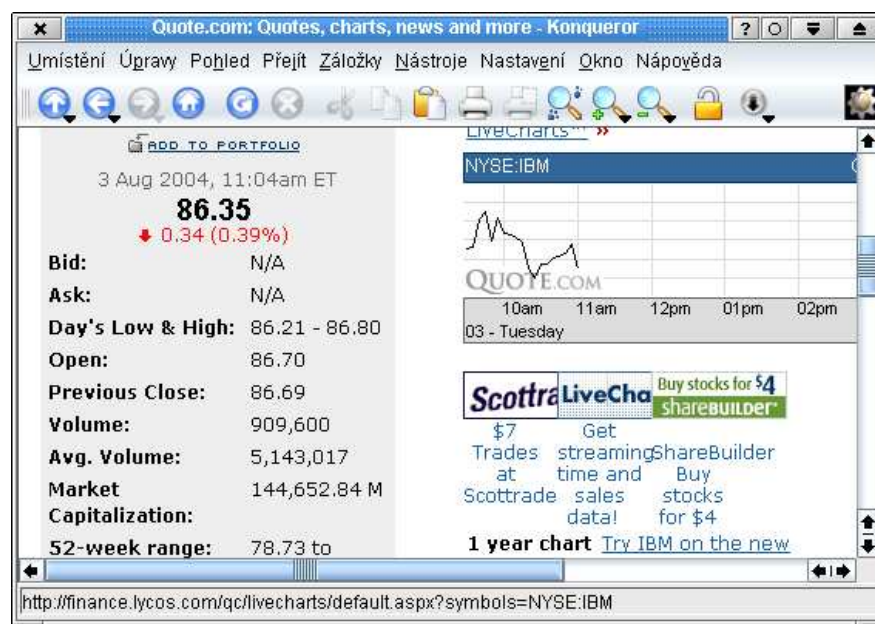 Quote.com: Quotes, charts, news and more - Konqueror
Umístění Úpravy Pohled Přejít Záložky Nástroje Nastavení Okno Nápověda
ADD TO PORTFOLIO
3 Aug 2004, 11:04am ET
86.35
0.34 (0.39%)
Bid: N/A
Ask: N/A
Day's Low & High: 86.21 - 86.80
Open: 86.70
Previous Close: 86.69
Volume: 909,600
Avg. Volume: 5,143,017
Market 144,652.84 M
Capitalization:
52-week range: 78.73 to
LiveCharts™ »
NYSE:IBM
QUOTE.COM
10am 11am 12pm 01pm 02pm
03 - Tuesday
Scottra
LiveCha
Buy stocks for $4
shareBUILDER
$7
Trades
at
Scottrade
Get
streaming
time and
sales
data!
ShareBuilder
Buy
stocks
for $4
1 year chart Try IBM on the new
http://finance.lycos.com/qc/livecharts/default.aspx?symbols=NYSE:IBM